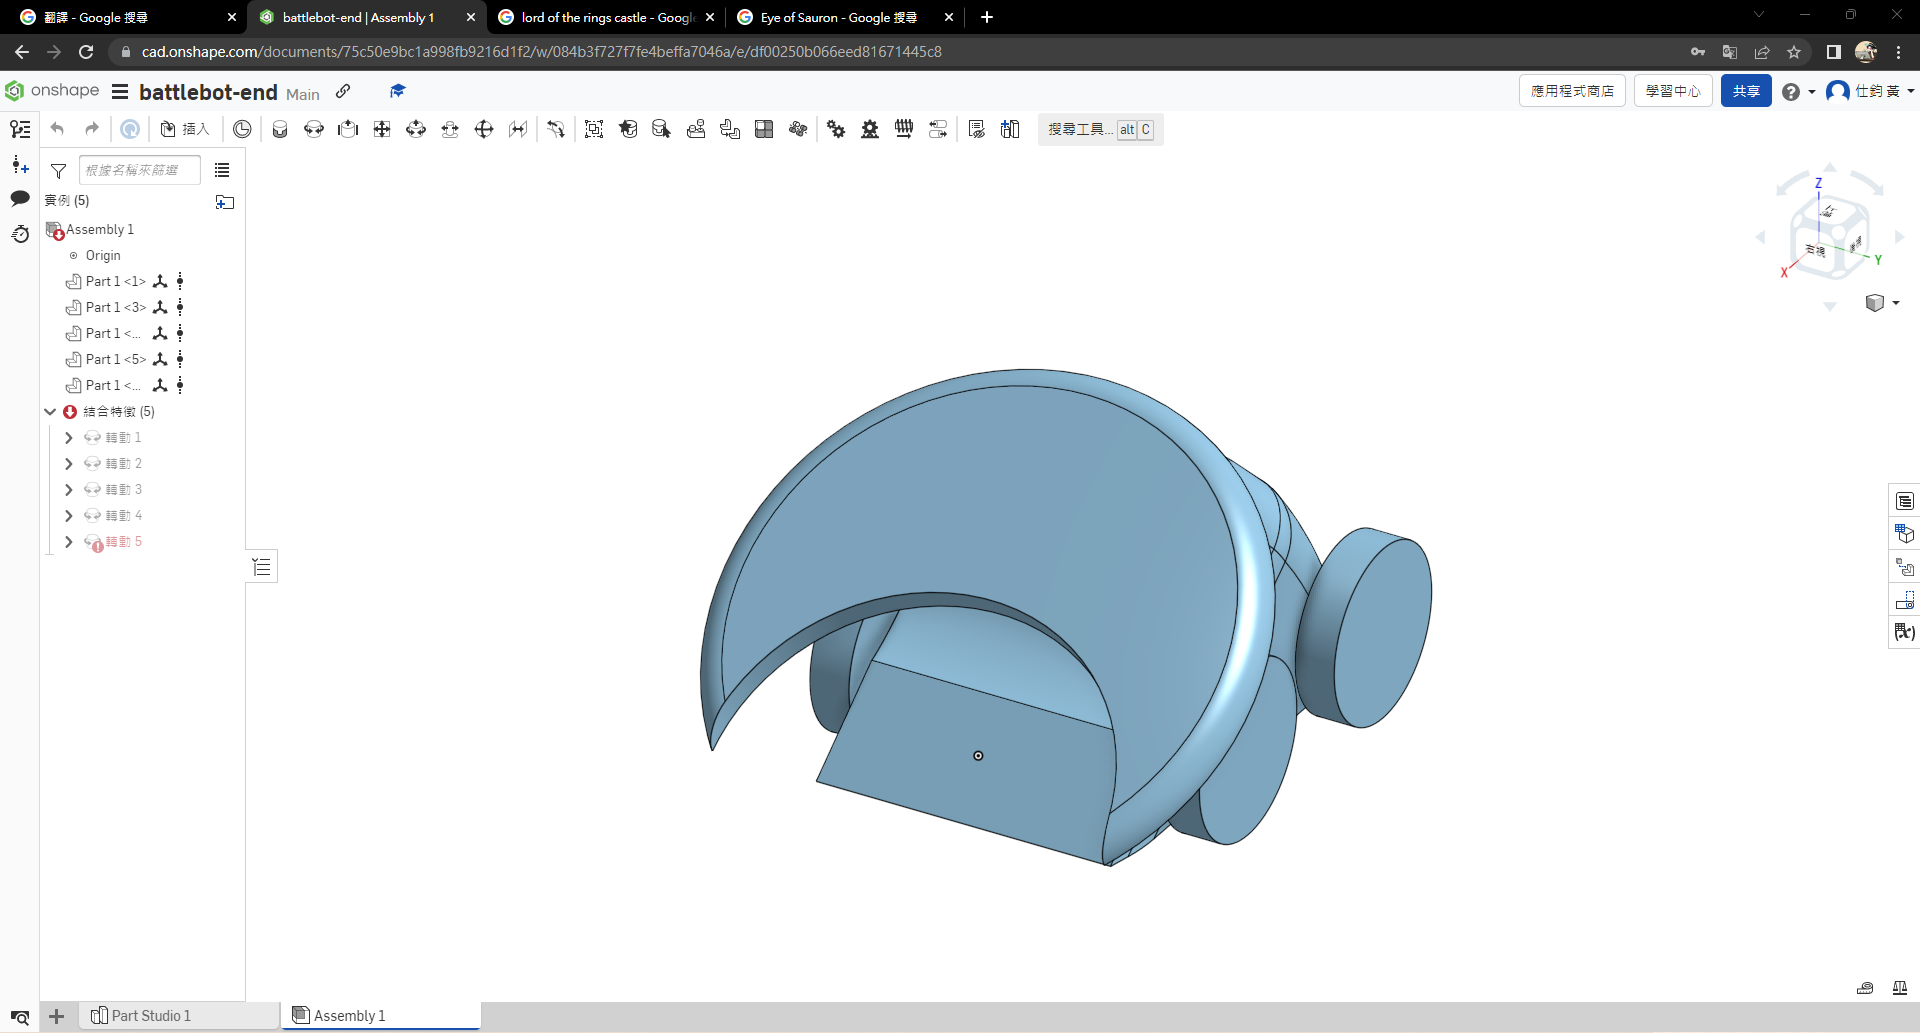 翻譯 - Google 搜尋
battlebot-end | Assembly 1
lord of the rings castle - Googl
Eye of Sauron - Google 搜尋
cad.onshape.com/documents/75c50e9bc1a998fb9216d1f2/w/084b3f727f7fe4beffa7046a/e/df00250b066eed81671445c8
onshape
battlebot-end Main
應用程式商店
學習中心
共享
仕鈞 黃
插入
搜尋工具... alt C
根據名稱來篩選
實例 (5)
Assembly 1
Origin
Part 1 <1>
Part 1 <3>
Part 1 <...
Part 1 <5>
Part 1 <...
結合特徵 (5)
轉動 1
轉動 2
轉動 3
轉動 4
轉動 5
Z
右視
Y
X
(x)
Part Studio 1
Assembly 1